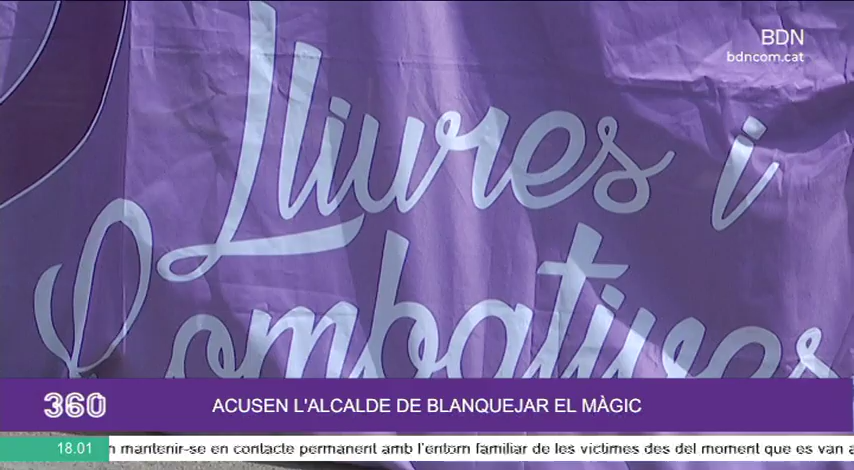 BDN
bdncom.cat
Lliures i
Combatives
360
ACUSEN L'ALCALDE DE BLANQUEJAR EL MÀGIC
18.01 n mantenir-se en contacte permanent amb l'entorn familiar de les víctimes des del moment que es van a